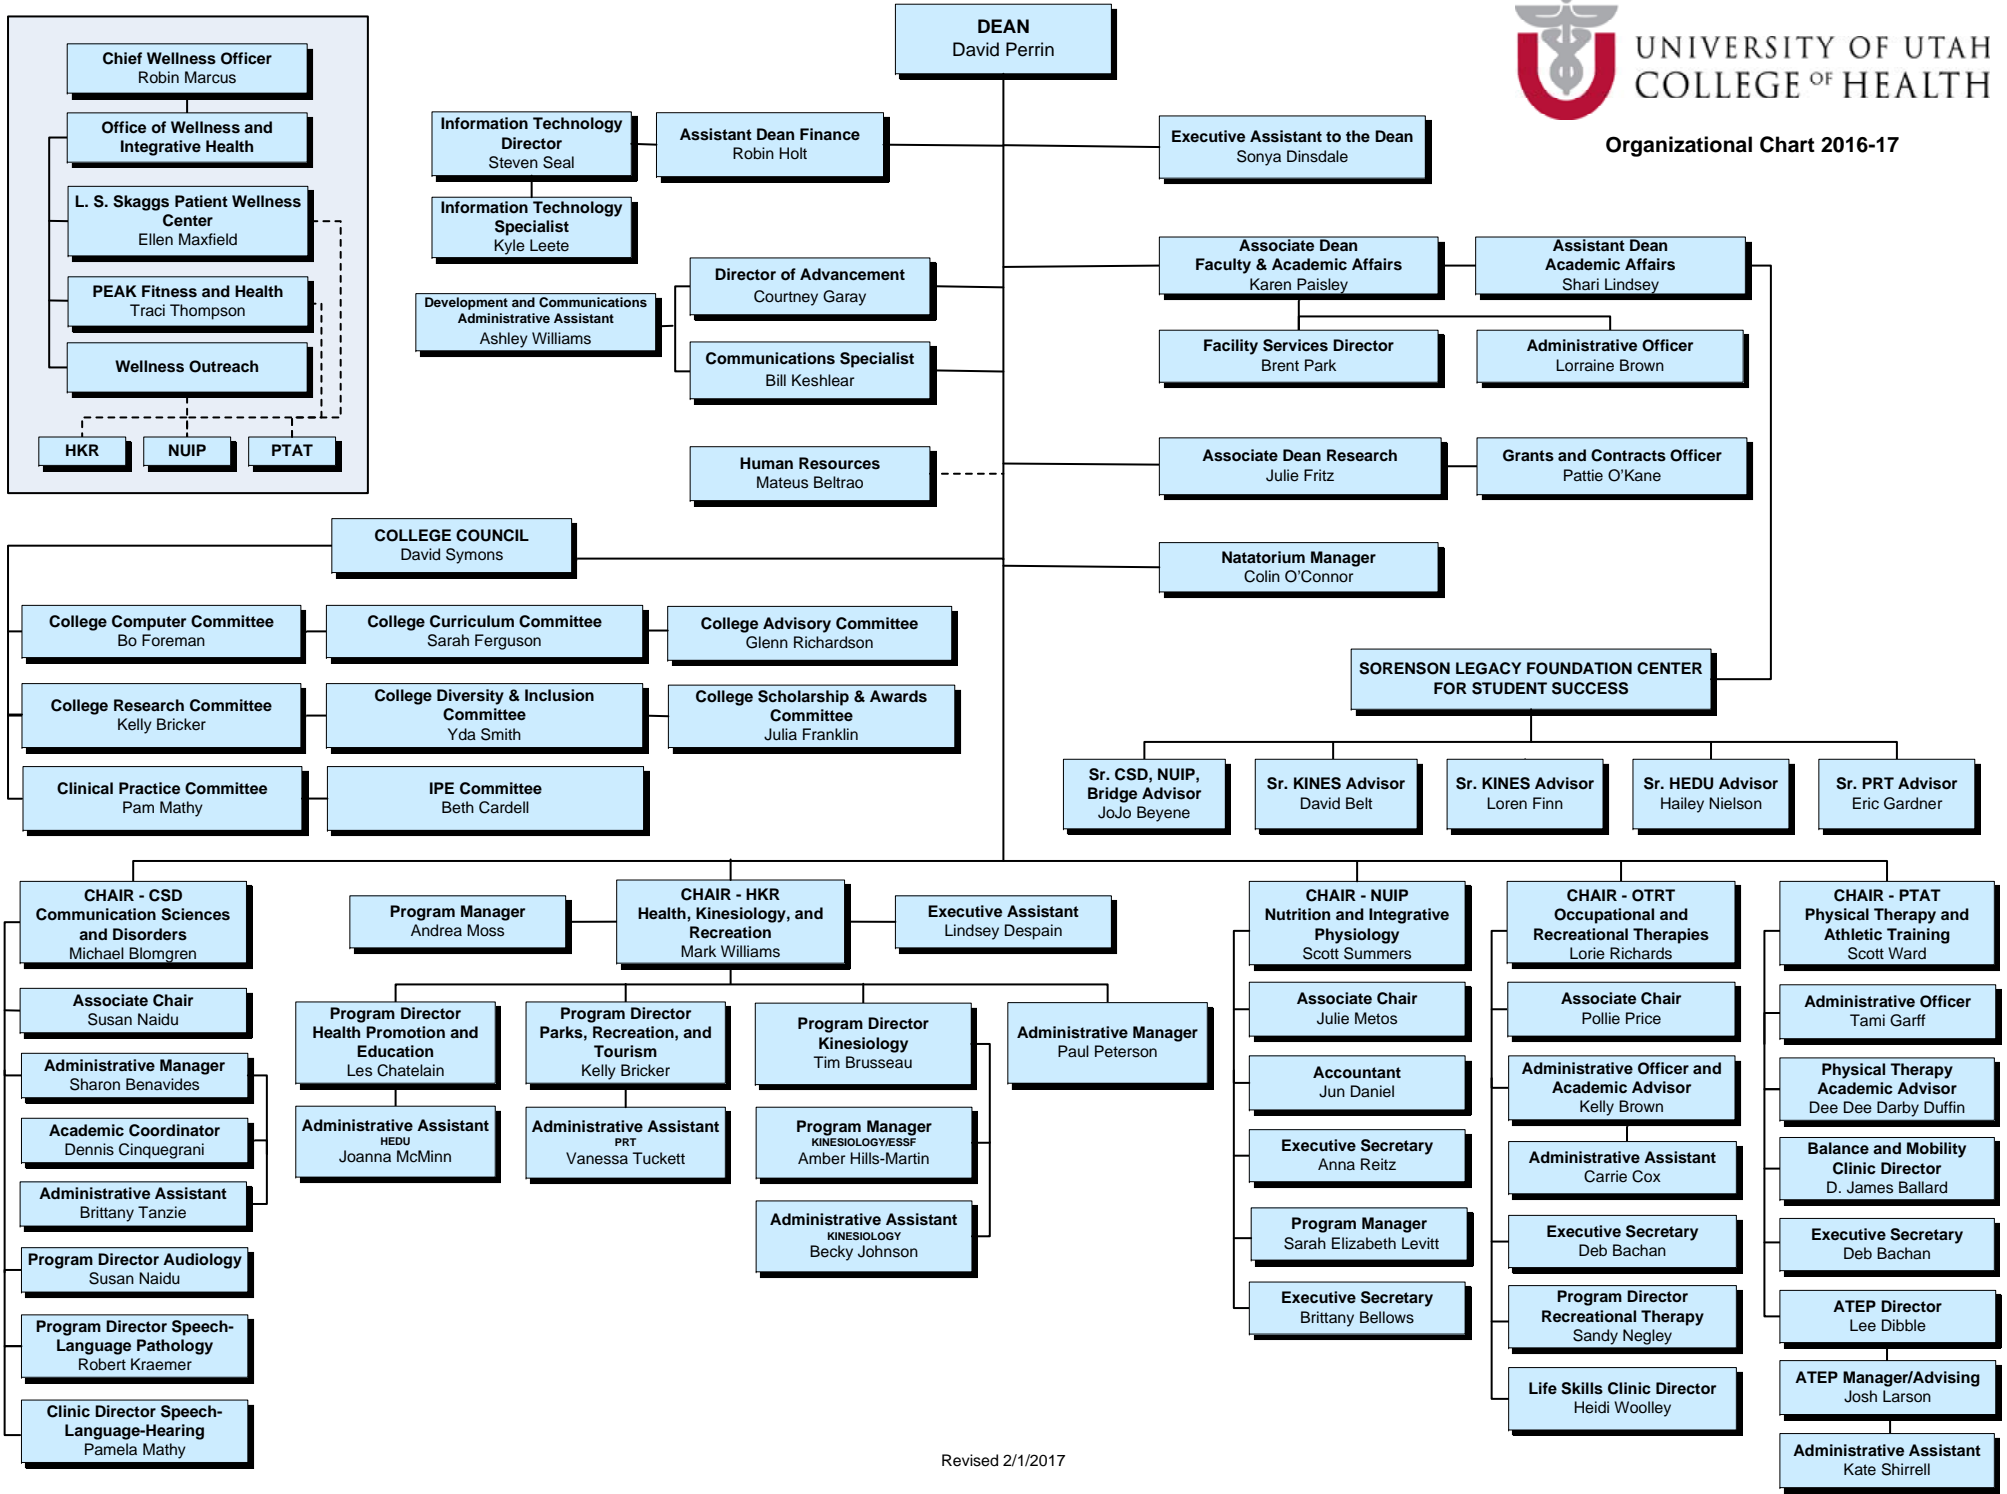 DEAN
David Perrin
UNIVERSITY OF UTAH
COLLEGE OF HEALTH
Organizational Chart 2016-17
Chief Wellness Officer
Robin Marcus
Office of Wellness and
Integrative Health
L. S. Skaggs Patient Wellness
Center
Ellen Maxfield
PEAK Fitness and Health
Traci Thompson
Wellness Outreach
HKR
NUIP
PTAT
Information Technology
Director
Steven Seal
Assistant Dean Finance
Robin Holt
Executive Assistant to the Dean
Sonya Dinsdale
Information Technology
Specialist
Kyle Leete
Director of Advancement
Courtney Garay
Development and Communications
Administrative Assistant
Ashley Williams
Communications Specialist
Bill Keshlear
Associate Dean
Faculty & Academic Affairs
Karen Paisley
Assistant Dean
Academic Affairs
Shari Lindsey
Facility Services Director
Brent Park
Administrative Officer
Lorraine Brown
Human Resources
Mateus Beltrao
Associate Dean Research
Julie Fritz
Grants and Contracts Officer
Pattie O'Kane
COLLEGE COUNCIL
David Symons
Natatorium Manager
Colin O'Connor
College Computer Committee
Bo Foreman
College Curriculum Committee
Sarah Ferguson
College Advisory Committee
Glenn Richardson
College Research Committee
Kelly Bricker
College Diversity & Inclusion
Committee
Yda Smith
College Scholarship & Awards
Committee
Julia Franklin
Clinical Practice Committee
Pam Mathy
IPE Committee
Beth Cardell
SORENSON LEGACY FOUNDATION CENTER
FOR STUDENT SUCCESS
Sr. CSD, NUIP,
Bridge Advisor
JoJo Beyene
Sr. KINES Advisor
David Belt
Sr. KINES Advisor
Loren Finn
Sr. HEDU Advisor
Hailey Nielson
Sr. PRT Advisor
Eric Gardner
CHAIR - CSD
Communication Sciences
and Disorders
Michael Blomgren
Associate Chair
Susan Naidu
Administrative Manager
Sharon Benavides
Academic Coordinator
Dennis Cinquegrani
Administrative Assistant
Brittany Tanzie
Program Director Audiology
Susan Naidu
Program Director Speech-
Language Pathology
Robert Kraemer
Clinic Director Speech-
Language-Hearing
Pamela Mathy
Program Manager
Andrea Moss
CHAIR - HKR
Health, Kinesiology, and
Recreation
Mark Williams
Executive Assistant
Lindsey Despain
Program Director
Health Promotion and
Education
Les Chatelain
Administrative Assistant
HEDU
Joanna McMinn
Program Director
Parks, Recreation, and
Tourism
Kelly Bricker
Administrative Assistant
PRT
Vanessa Tuckett
Program Director
Kinesiology
Tim Brusseau
Program Manager
KINESIOLOGY/ESSF
Amber Hills-Martin
Administrative Assistant
KINESIOLOGY
Becky Johnson
Administrative Manager
Paul Peterson
CHAIR - NUIP
Nutrition and Integrative
Physiology
Scott Summers
Associate Chair
Julie Metos
Accountant
Jun Daniel
Executive Secretary
Anna Reitz
Program Manager
Sarah Elizabeth Levitt
Executive Secretary
Brittany Bellows
CHAIR - OTRT
Occupational and
Recreational Therapies
Lorie Richards
Associate Chair
Pollie Price
Administrative Officer and
Academic Advisor
Kelly Brown
Administrative Assistant
Carrie Cox
Executive Secretary
Deb Bachan
Program Director
Recreational Therapy
Sandy Negley
Life Skills Clinic Director
Heidi Woolley
CHAIR - PTAT
Physical Therapy and
Athletic Training
Scott Ward
Administrative Officer
Tami Garff
Physical Therapy
Academic Advisor
Dee Dee Darby Duffin
Balance and Mobility
Clinic Director
D. James Ballard
Executive Secretary
Deb Bachan
ATEP Director
Lee Dibble
ATEP Manager/Advising
Josh Larson
Administrative Assistant
Kate Shirrell
Revised 2/1/2017